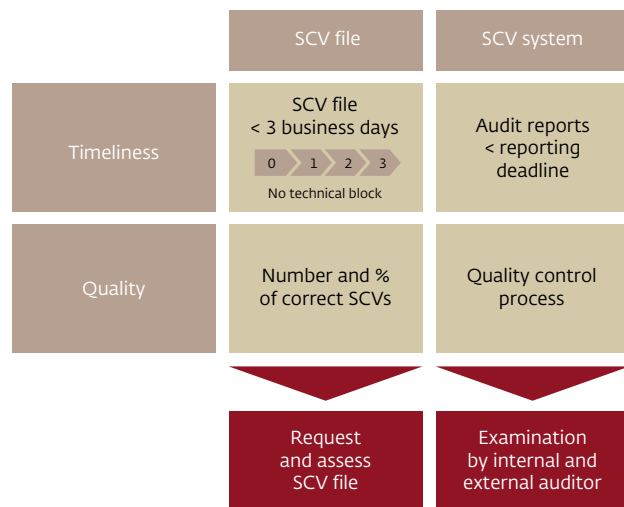 SCV file
SCV system
Timeliness
SCV file
< 3 business days
0 1 2 3
No technical block
Audit reports
< reporting
deadline
Quality
Number and %
of correct SCVs
Quality control
process
Request
and assess
SCV file
Examination
by internal and
external auditor